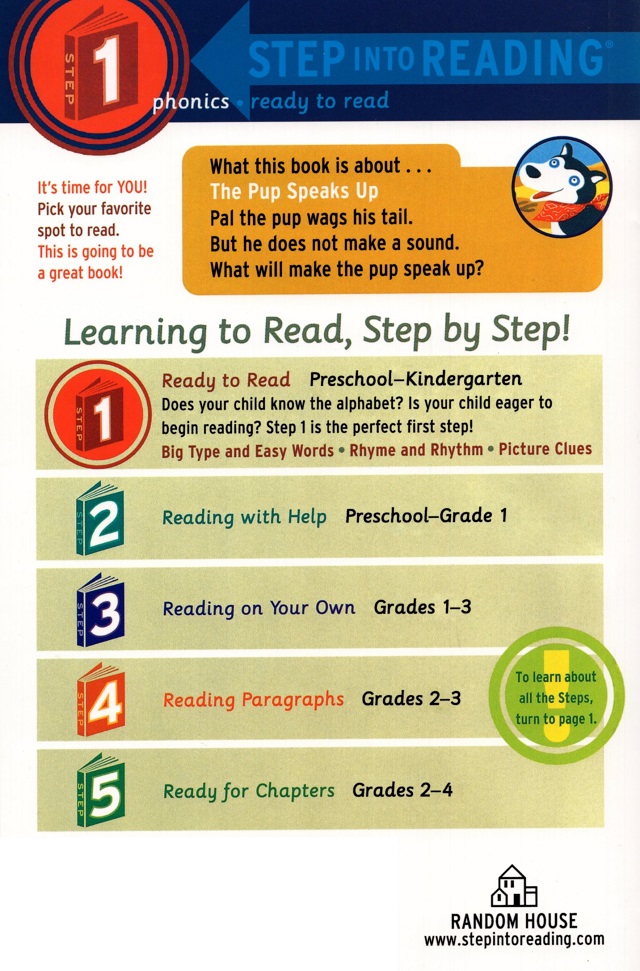 STEP 1
STEP INTO READING®
phonics • ready to read
It's time for YOU!
Pick your favorite
spot to read.
This is going to be
a great book!
What this book is about . . .
The Pup Speaks Up
Pal the pup wags his tail.
But he does not make a sound.
What will make the pup speak up?
Learning to Read, Step by Step!
STEP 1
Ready to Read Preschool–Kindergarten
Does your child know the alphabet? Is your child eager to
begin reading? Step 1 is the perfect first step!
Big Type and Easy Words • Rhyme and Rhythm • Picture Clues
STEP 2
Reading with Help Preschool–Grade 1
STEP 3
Reading on Your Own Grades 1–3
STEP 4
Reading Paragraphs Grades 2–3
To learn about
all the Steps,
turn to page 1.
STEP 5
Ready for Chapters Grades 2–4
RANDOM HOUSE
www.stepintoreading.com